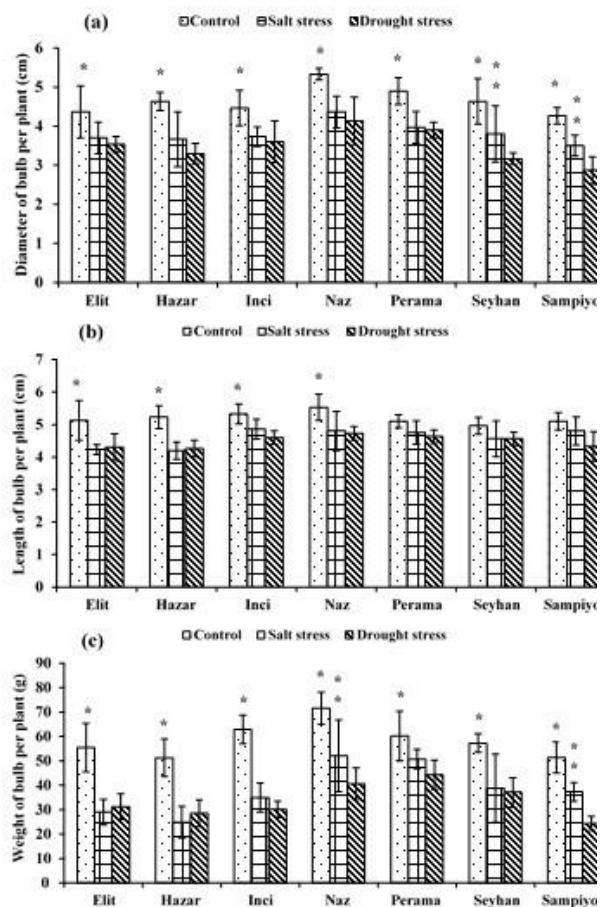 (a)
Control Salt stress Drought stress
Diameter of bulb per plant (cm)
6
5
4
3
2
1
0
* * * * * * * * * *
Elit Hazar Inci Naz Perama Seyhan Sampiyo
(b)
Control Salt stress Drought stress
Length of bulb per plant (cm)
7
6
5
4
3
2
1
0
* * * *
Elit Hazar Inci Naz Perama Seyhan Sampiyo
(c)
Control Salt stress Drought stress
Weight of bulb per plant (g)
90
80
70
60
50
40
30
20
10
0
* * * * * * * * * * *
Elit Hazar Inci Naz Perama Seyhan Sampiyo